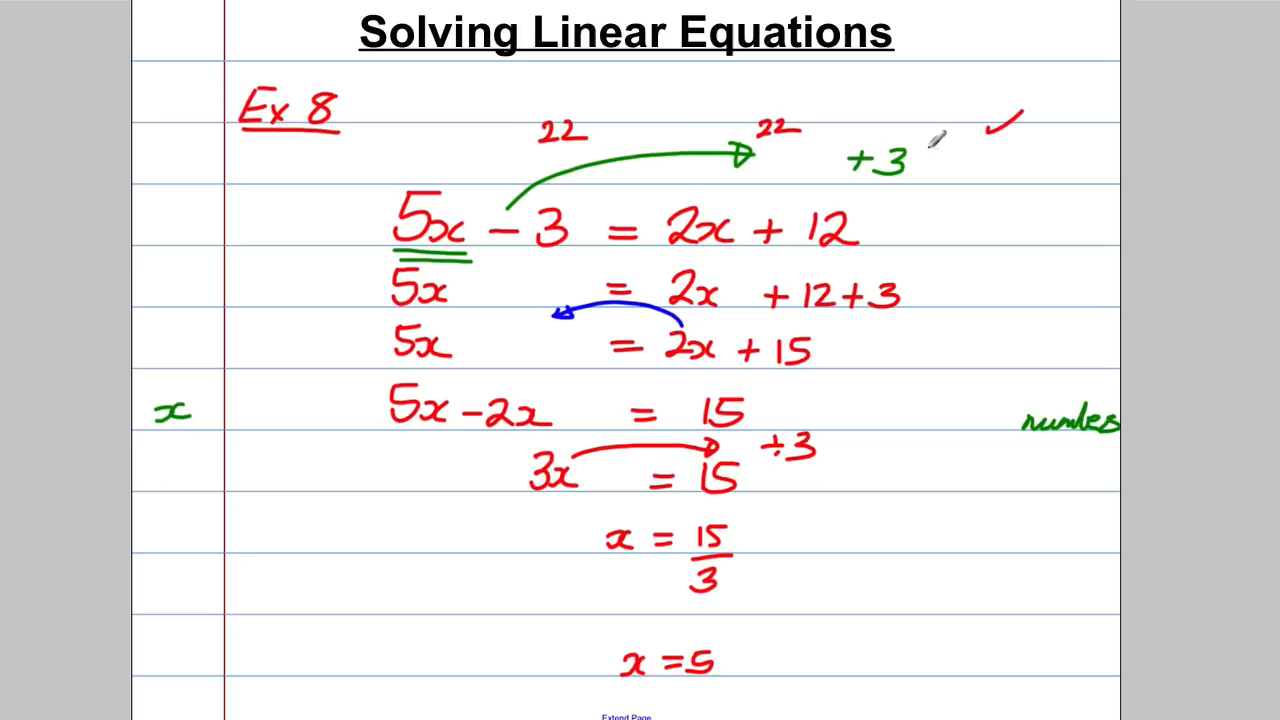 Solving Linear Equations
Ex 8
22 22 ✓
+3
5x - 3 = 2x + 12
5x = 2x + 12 + 3
5x = 2x + 15
x 5x - 2x = 15 numbes
÷3
3x = 15
x = 15/3
x = 5
Extend Page